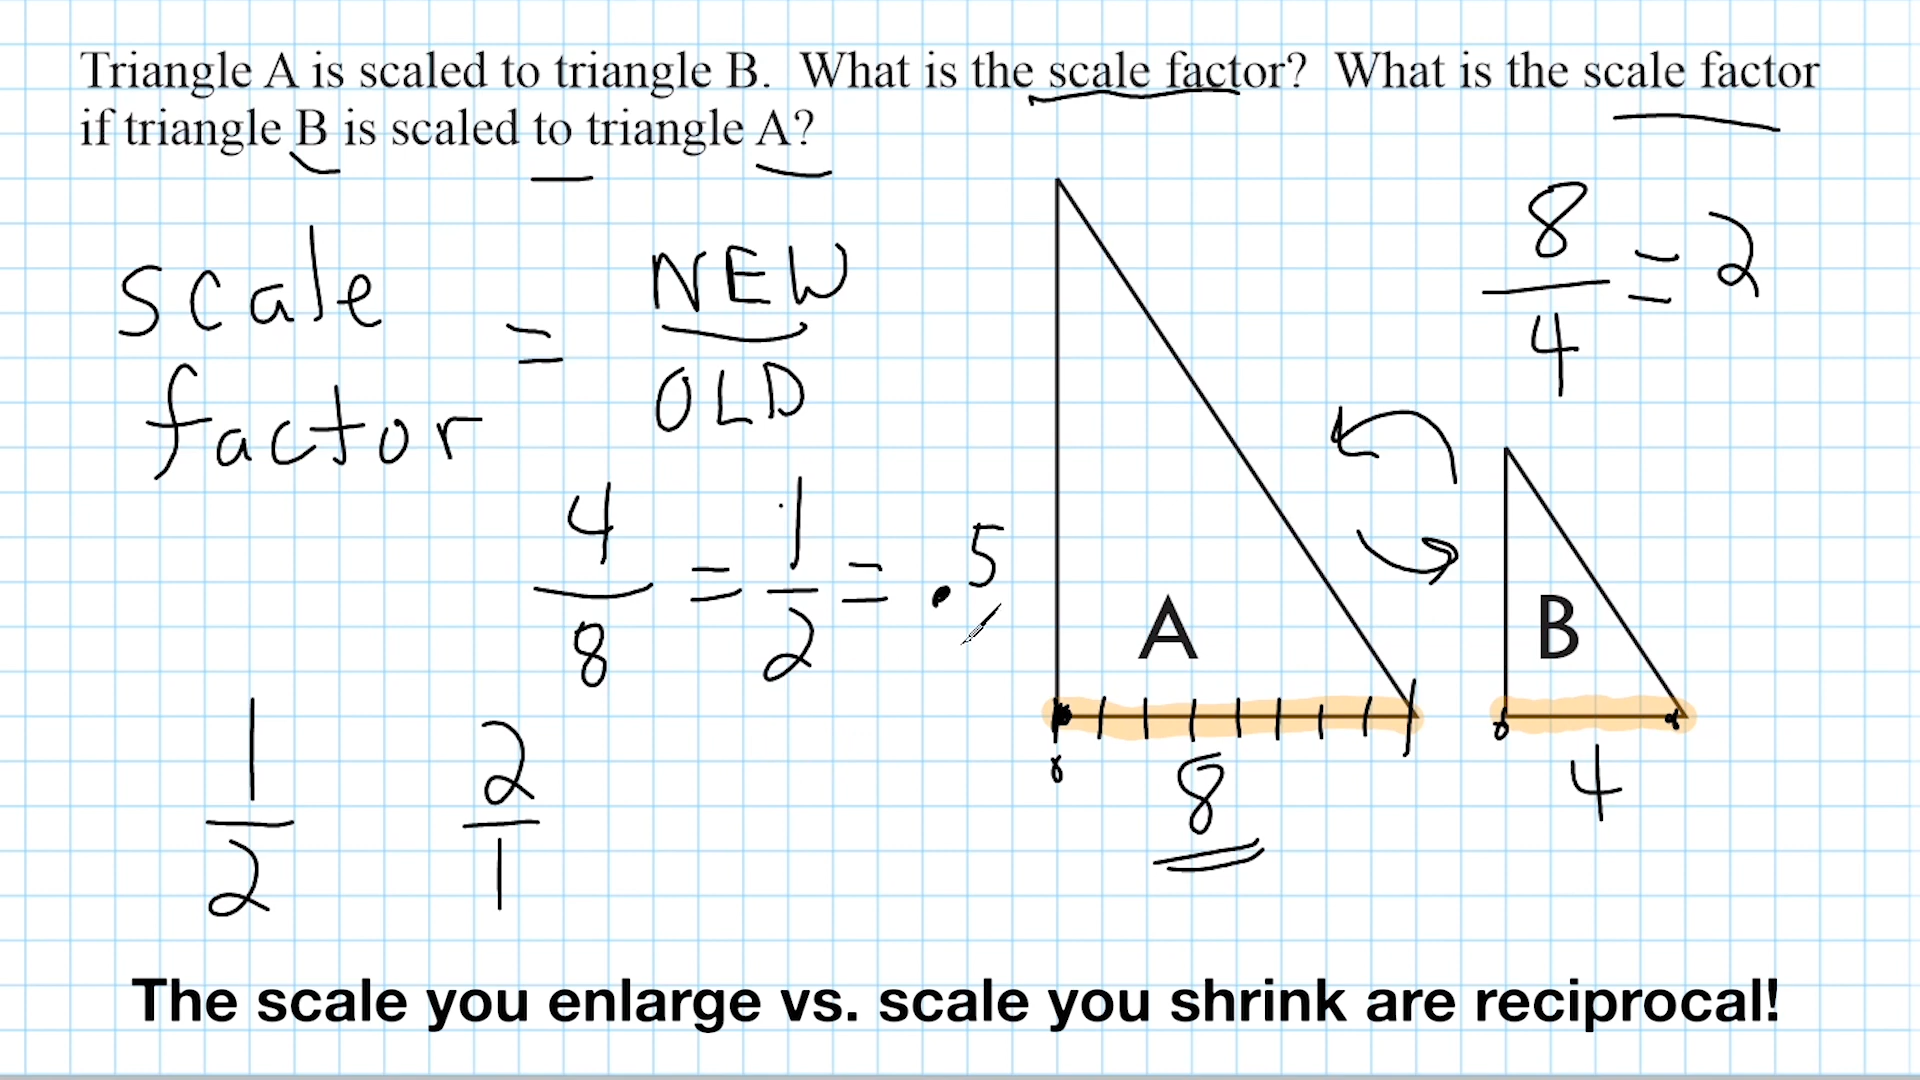 Triangle A is scaled to triangle B. What is the scale factor? What is the scale factor
if triangle B is scaled to triangle A?
scale
factor
=
NEW
OLD
8
4
= 2
4
8
= 1
2
= .5
A
B
8
4
1
2
2
1
The scale you enlarge vs. scale you shrink are reciprocal!